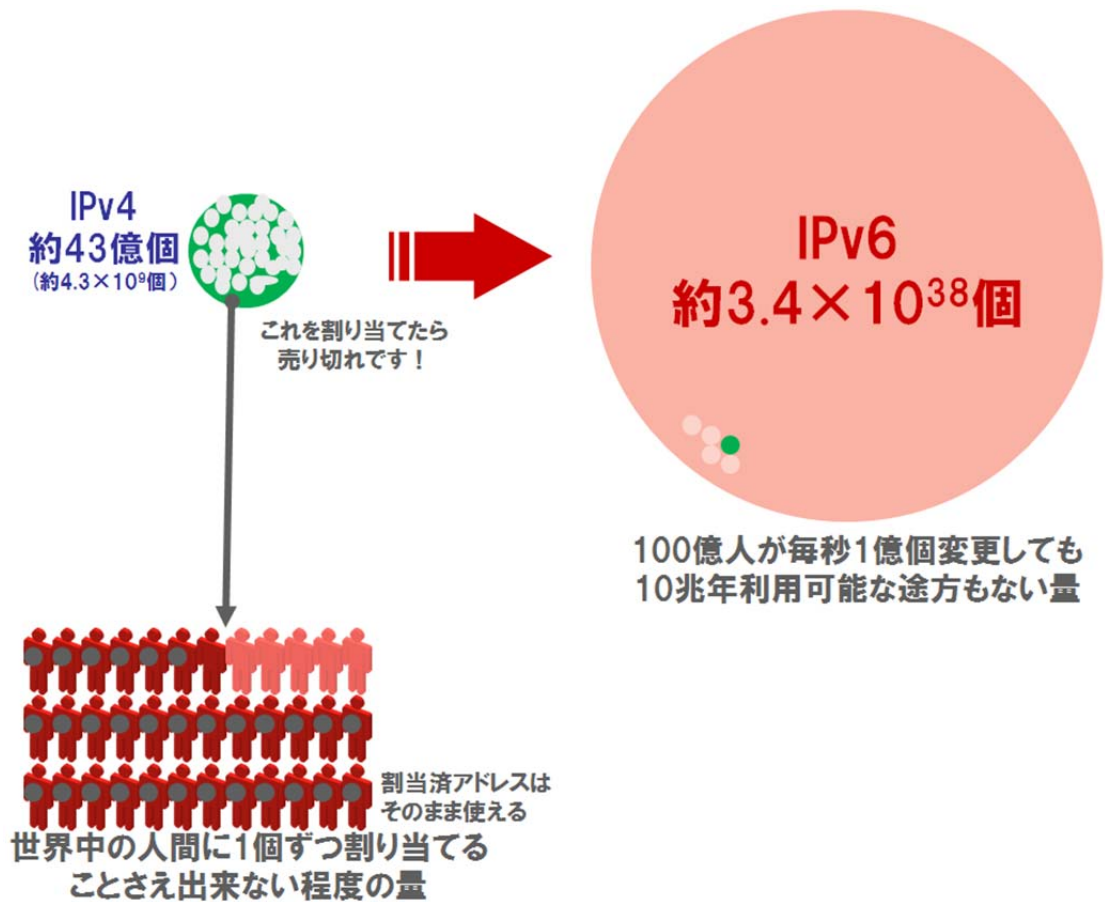 IPv4
約43億個
(約4.3×10⁹個)
これを割り当てたら
売り切れです！
IPv6
約3.4×10³⁸個
100億人が毎秒1億個変更しても
10兆年利用可能な途方もない量
割当済アドレスは
そのまま使える
世界中の人間に1個ずつ割り当てる
ことさえ出来ない程度の量